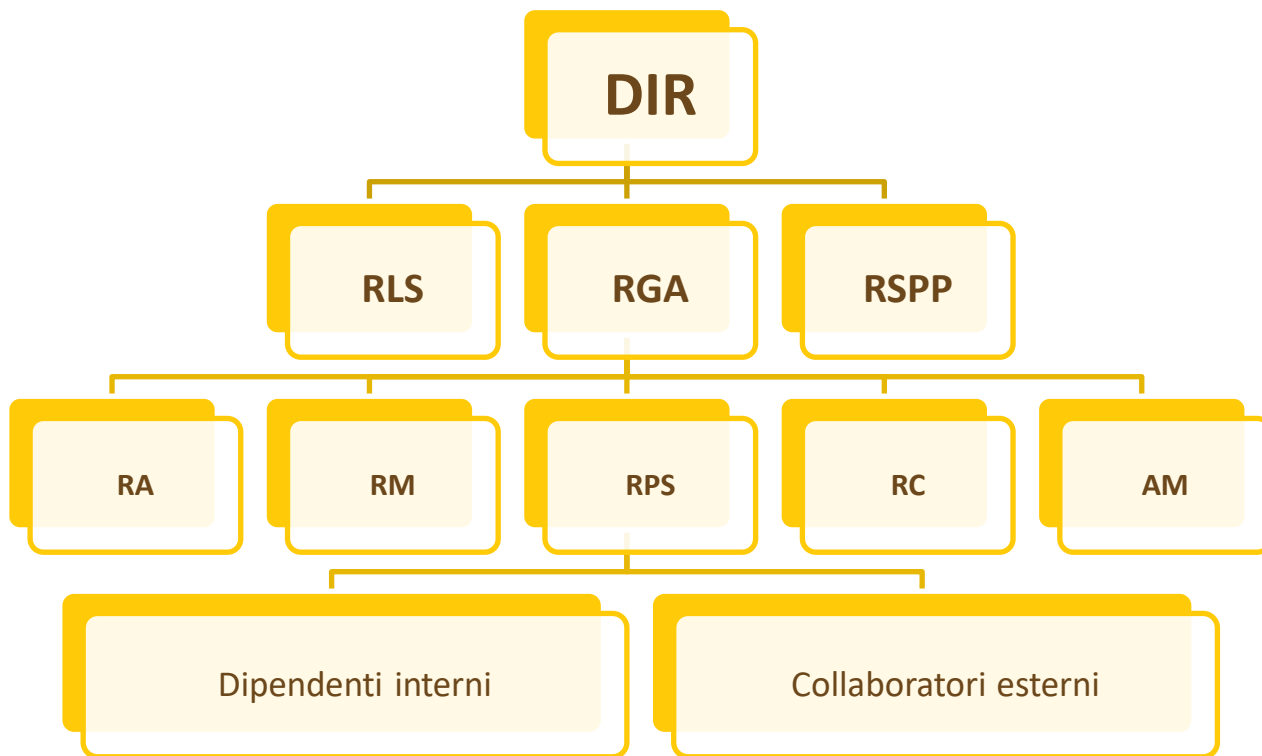 DIR
RLS
RGA
RSPP
RA
RM
RPS
RC
AM
Dipendenti interni
Collaboratori esterni